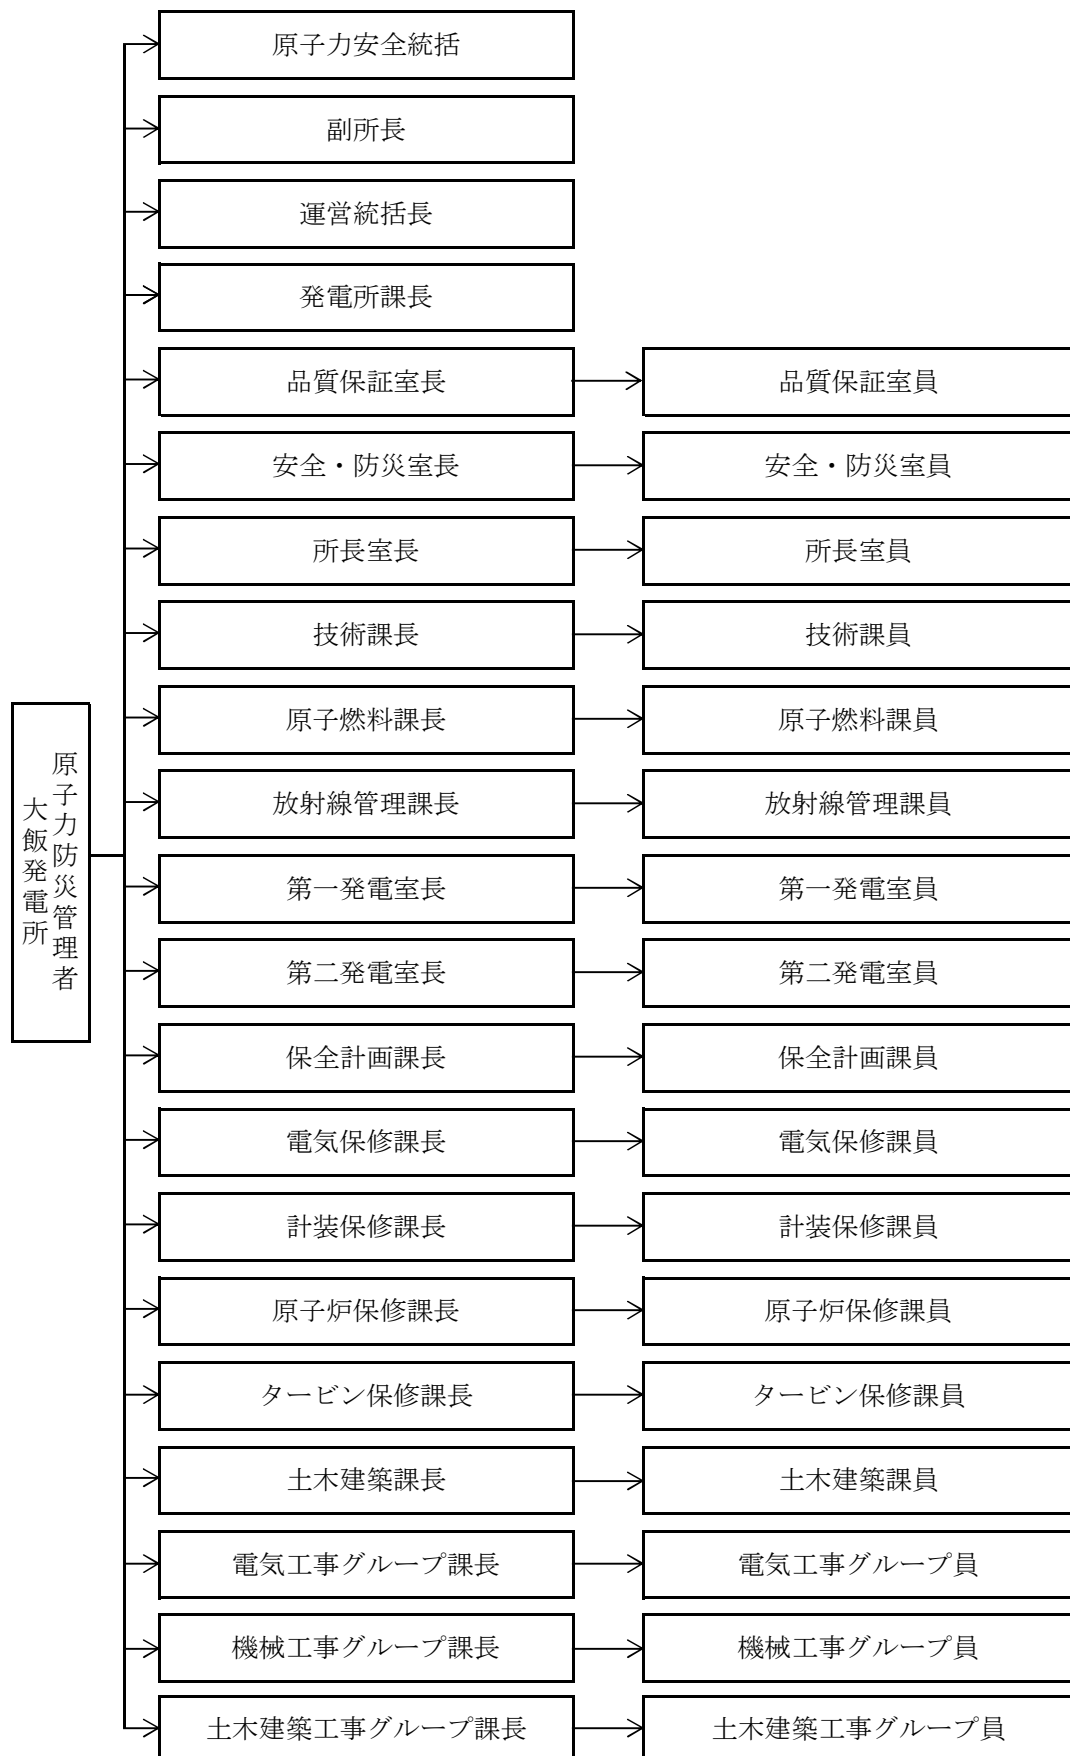 原子力安全統括
副所長
運営統括長
発電所課長
品質保証室長
品質保証室員
安全・防災室長
安全・防災室員
所長室長
所長室員
技術課長
技術課員
原子燃料課長
原子燃料課員
放射線管理課長
放射線管理課員
大飯発電所
原子力防災管理者
第一発電室長
第一発電室員
第二発電室長
第二発電室員
保全計画課長
保全計画課員
電気保修課長
電気保修課員
計装保修課長
計装保修課員
原子炉保修課長
原子炉保修課員
タービン保修課長
タービン保修課員
土木建築課長
土木建築課員
電気工事グループ課長
電気工事グループ員
機械工事グループ課長
機械工事グループ員
土木建築工事グループ課長
土木建築工事グループ員